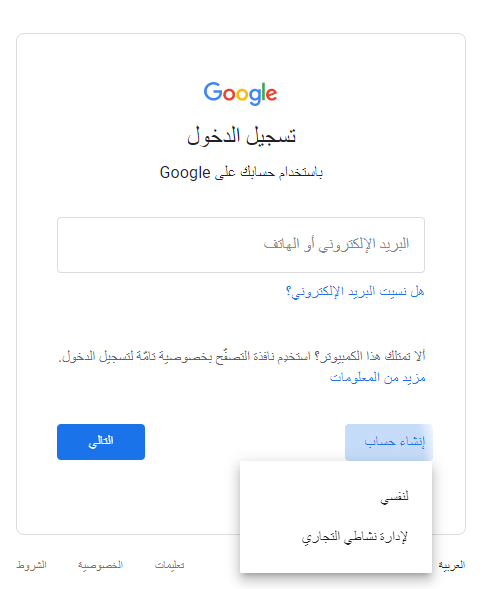 Google
تسجيل الدخول
باستخدام حسابك على Google
البريد الإلكتروني أو الهاتف
هل نسيت البريد الإلكتروني؟
ألا تمتلك هذا الكمبيوتر؟ استخدِم نافذة التصفّح بخصوصية تامّة لتسجيل الدخول.
مزيد من المعلومات
إنشاء حساب
التالي
لنفسي
لإدارة نشاطي التجاري
العربية
تعليمات
الخصوصية
الشروط